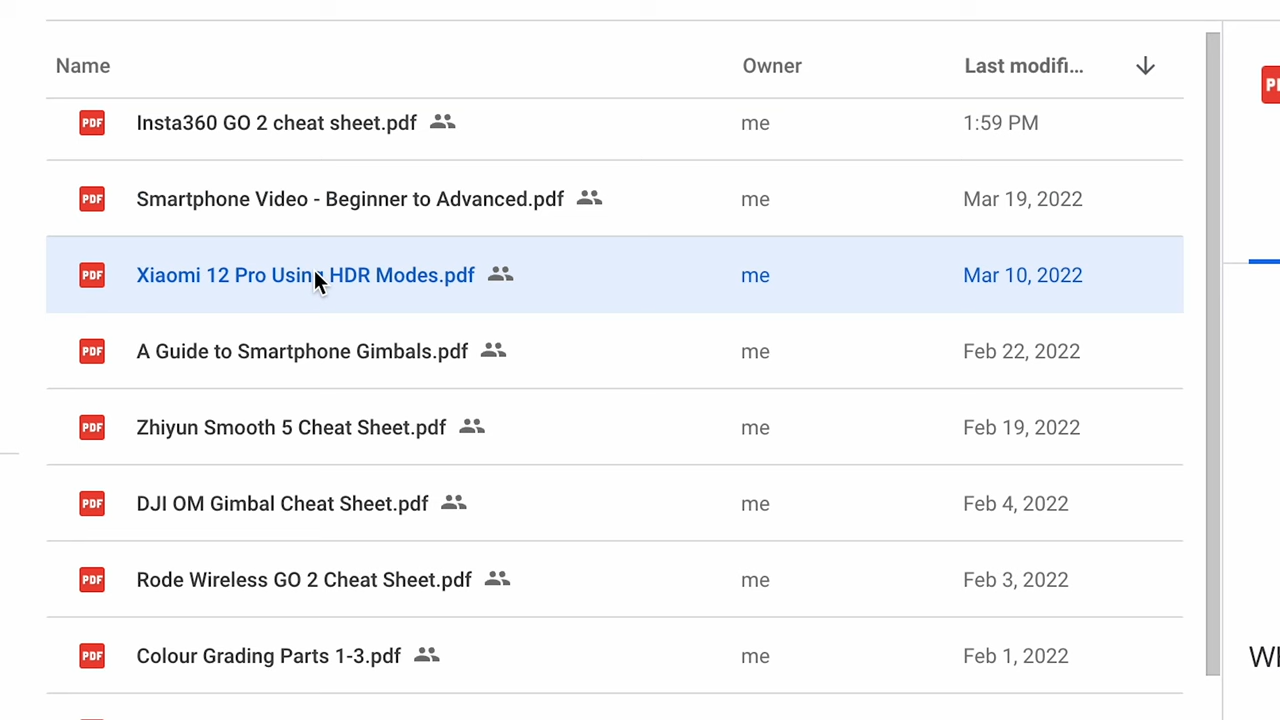 Name Owner Last modifi...
PDF Insta360 GO 2 cheat sheet.pdf me 1:59 PM
PDF Smartphone Video - Beginner to Advanced.pdf me Mar 19, 2022
PDF Xiaomi 12 Pro Using HDR Modes.pdf me Mar 10, 2022
PDF A Guide to Smartphone Gimbals.pdf me Feb 22, 2022
PDF Zhiyun Smooth 5 Cheat Sheet.pdf me Feb 19, 2022
PDF DJI OM Gimbal Cheat Sheet.pdf me Feb 4, 2022
PDF Rode Wireless GO 2 Cheat Sheet.pdf me Feb 3, 2022
PDF Colour Grading Parts 1-3.pdf me Feb 1, 2022